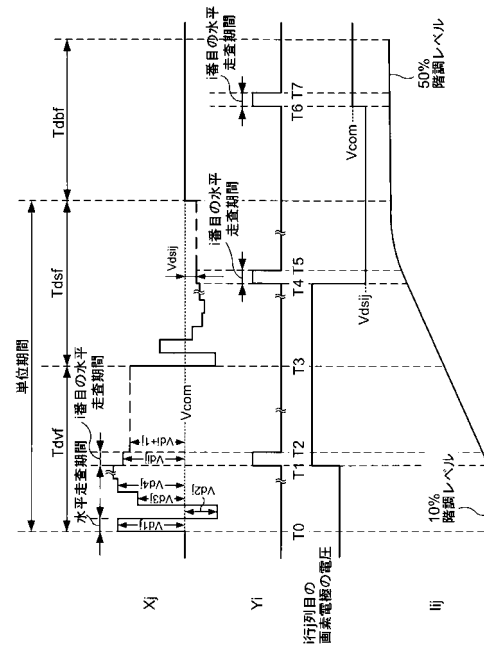 単位期間
Tdvf
Tdsf
Tdbf
水平走査期間
i番目の水平
走査期間
i番目の水平
走査期間
i番目の水平
走査期間
Xj
Vd1j
Vd2j
Vd3j
Vd4j
Vdij
Vdi+1j
Vcom
Vdsij
Yi
T0
T1
T2
T3
T4
T5
T6
T7
i行j列目の
画素電極の電圧
Vdsij
Vcom
Iij
10%
階調レベル
50%
階調レベル